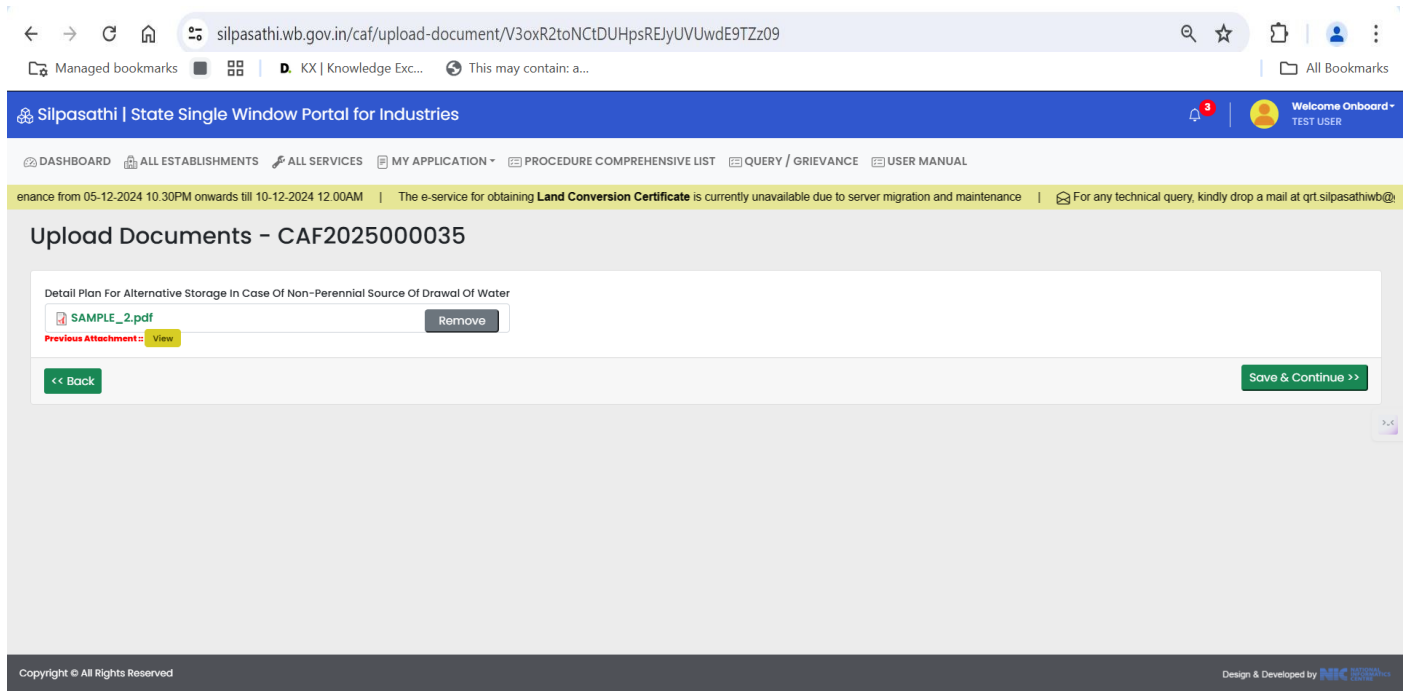 silpasathi.wb.gov.in/caf/upload-document/V3oxR2toNCtDUHpsREJyUVUwdE9TZz09
Managed bookmarks D. KX | Knowledge Exc... This may contain: a... All Bookmarks
Silpasathi | State Single Window Portal for Industries 3 Welcome Onboard
TEST USER
DASHBOARD ALL ESTABLISHMENTS ALL SERVICES MY APPLICATION PROCEDURE COMPREHENSIVE LIST QUERY / GRIEVANCE USER MANUAL
enance from 05-12-2024 10.30PM onwards till 10-12-2024 12.00AM | The e-service for obtaining Land Conversion Certificate is currently unavailable due to server migration and maintenance | For any technical query, kindly drop a mail at qrt.silpasathiwb@
Upload Documents - CAF2025000035
Detail Plan For Alternative Storage In Case Of Non-Perennial Source Of Drawal Of Water
SAMPLE_2.pdf Remove
Previous Attachment :: View
<< Back Save & Continue >>
Copyright © All Rights Reserved Design & Developed by NIC NATIONAL INFORMATICS CENTRE